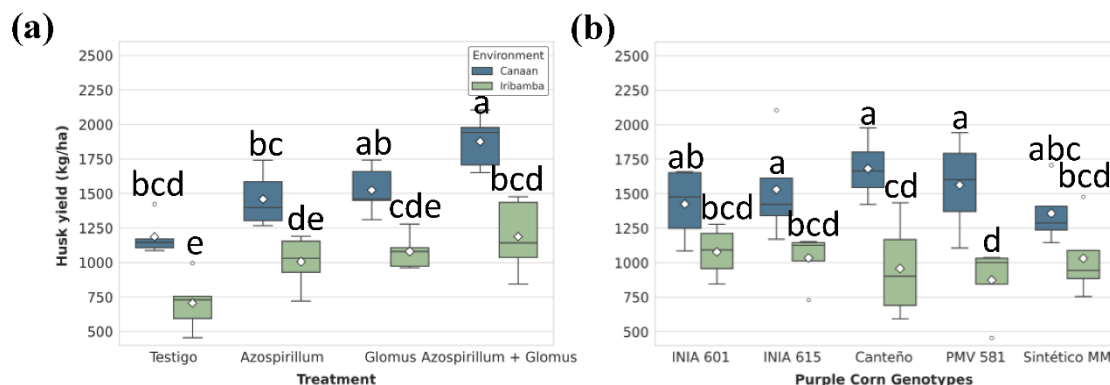 (a)
Husk yield (kg/ha)
2500
2250
2000
1750
1500
1250
1000
750
500
Environment
Canaan
Iribamba
bcd
e
bc
de
ab
cde
a
bcd
Testigo
Azospirillum
Glomus
Azospirillum + Glomus
Treatment
(b)
2500
2250
2000
1750
1500
1250
1000
750
500
ab
bcd
a
bcd
a
cd
a
d
abc
bcd
INIA 601
INIA 615
Canteño
PMV 581
Sintético MM
Purple Corn Genotypes